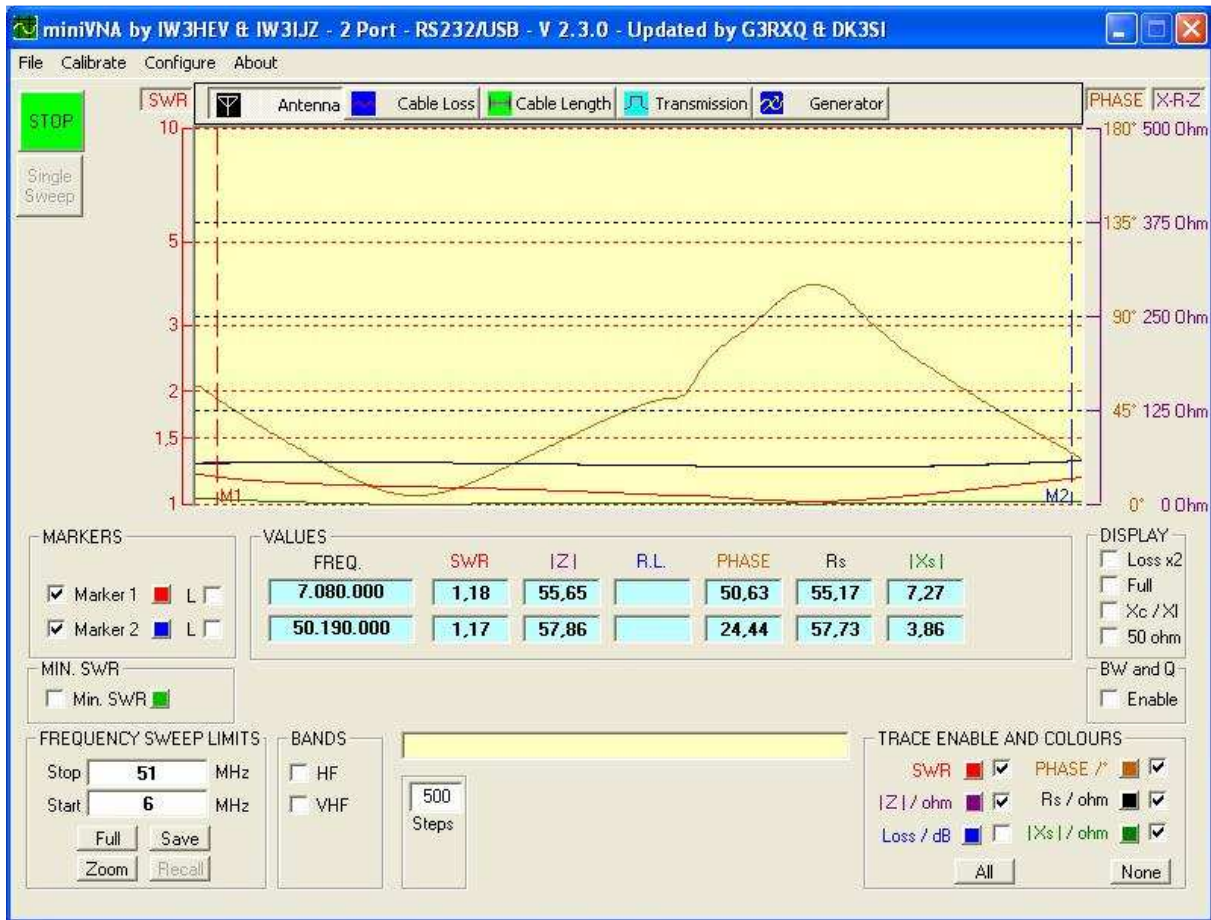 miniVNA by IW3HEV & IW3IJZ - 2 Port - RS232/USB - V 2.3.0 - Updated by G3RXQ & DK3SI
File Calibrate Configure About
STOP
Single
Sweep
SWR Antenna Cable Loss Cable Length Transmission Generator PHASE X-R-Z
10 180° 500 Ohm
135° 375 Ohm
5
3 90° 250 Ohm
2
45° 125 Ohm
1,5
1 M1 M2 0° 0 Ohm
MARKERS
Marker 1 L
Marker 2 L
VALUES
FREQ. SWR |Z| R.L. PHASE Rs |Xs|
7.080.000 1,18 55,65 50,63 55,17 7,27
50.190.000 1,17 57,86 24,44 57,73 3,86
DISPLAY
Loss x2
Full
Xc / Xl
50 ohm
MIN. SWR
Min. SWR
BW and Q
Enable
FREQUENCY SWEEP LIMITS
Stop 51 MHz
Start 6 MHz
Full Save
Zoom Recall
BANDS
HF
VHF
500
Steps
TRACE ENABLE AND COLOURS
SWR PHASE /°
|Z| / ohm Rs / ohm
Loss / dB |Xs| / ohm
All None